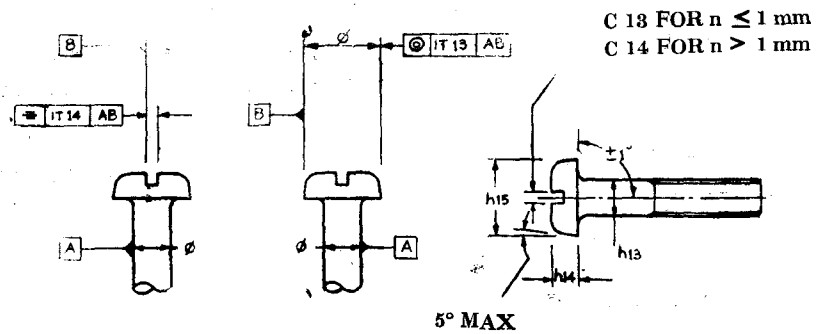 C 13 FOR n ≤ 1 mm
C 14 FOR n > 1 mm
B
Ø
◎ IT 13 AB
⌯ IT 14 AB
B
±1°
h15
A
Ø
Ø
A
h13
h14
5° MAX